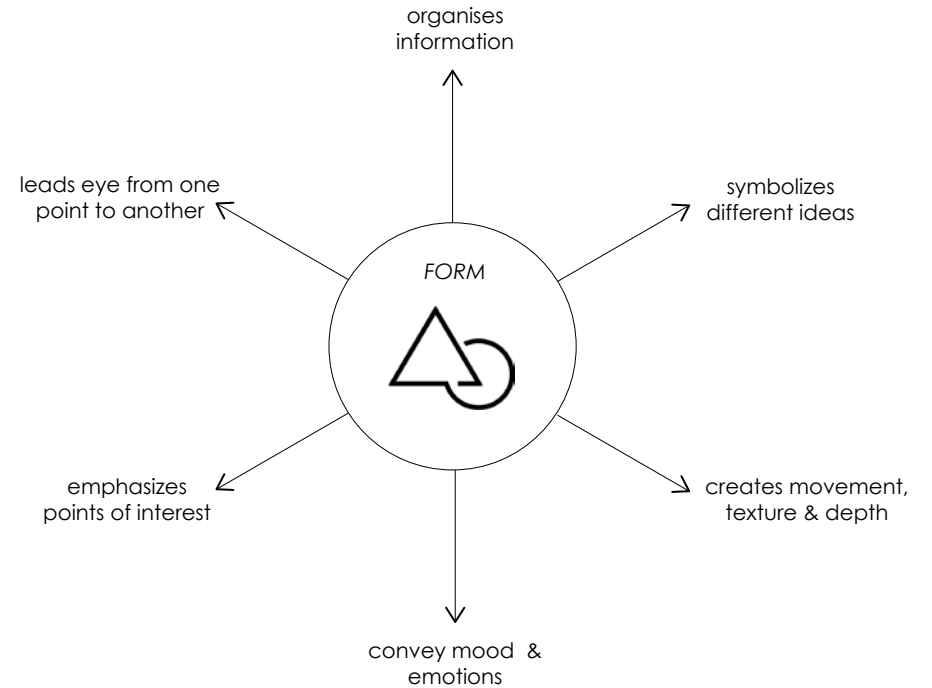 organises
information
leads eye from one
point to another
symbolizes
different ideas
FORM
emphasizes
points of interest
creates movement,
texture & depth
convey mood  &
emotions